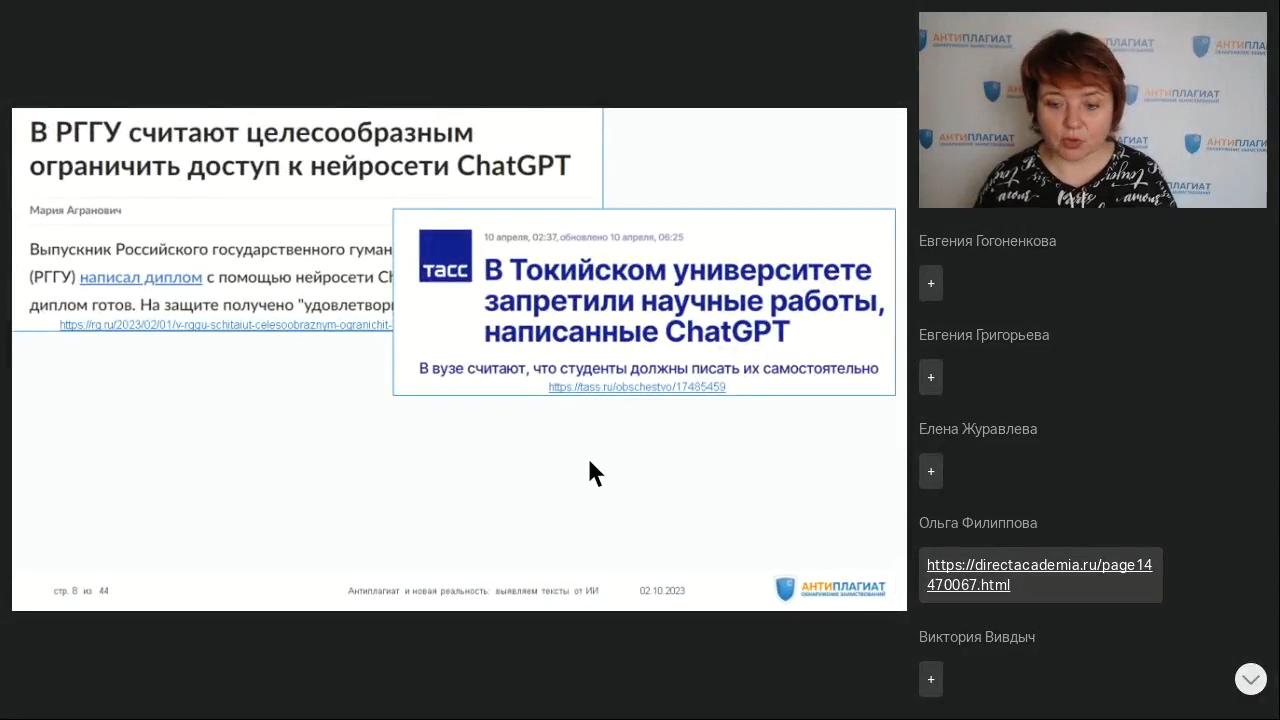 В РГГУ считают целесообразным
ограничить доступ к нейросети ChatGPT
Мария Агранович
Выпускник Российского государственного гуман
(РГГУ) написал диплом с помощью нейросети Ch
диплом готов. На защите получено "удовлетвори
https://rg.ru/2023/02/01/v-rggu-schitaiut-celesoobraznym-ogranichit-
ТАСС
10 апреля, 02:37, обновлено 10 апреля, 06:25
В Токийском университете
запретили научные работы,
написанные ChatGPT
В вузе считают, что студенты должны писать их самостоятельно
https://tass.ru/obschestvo/17485459
стр. 8 из 44
Антиплагиат и новая реальность: выявляем тексты от ИИ
02.10.2023
АНТИПЛАГИАТ
ОБНАРУЖЕНИЕ ЗАИМСТВОВАНИЙ
АНТИПЛАГИАТ
АНТИПЛАГИАТ
АНТИПЛАГИАТ
Евгения Гогоненкова
+
Евгения Григорьева
+
Елена Журавлева
+
Ольга Филиппова
https://directacademia.ru/page14
470067.html
Виктория Вивдыч
+